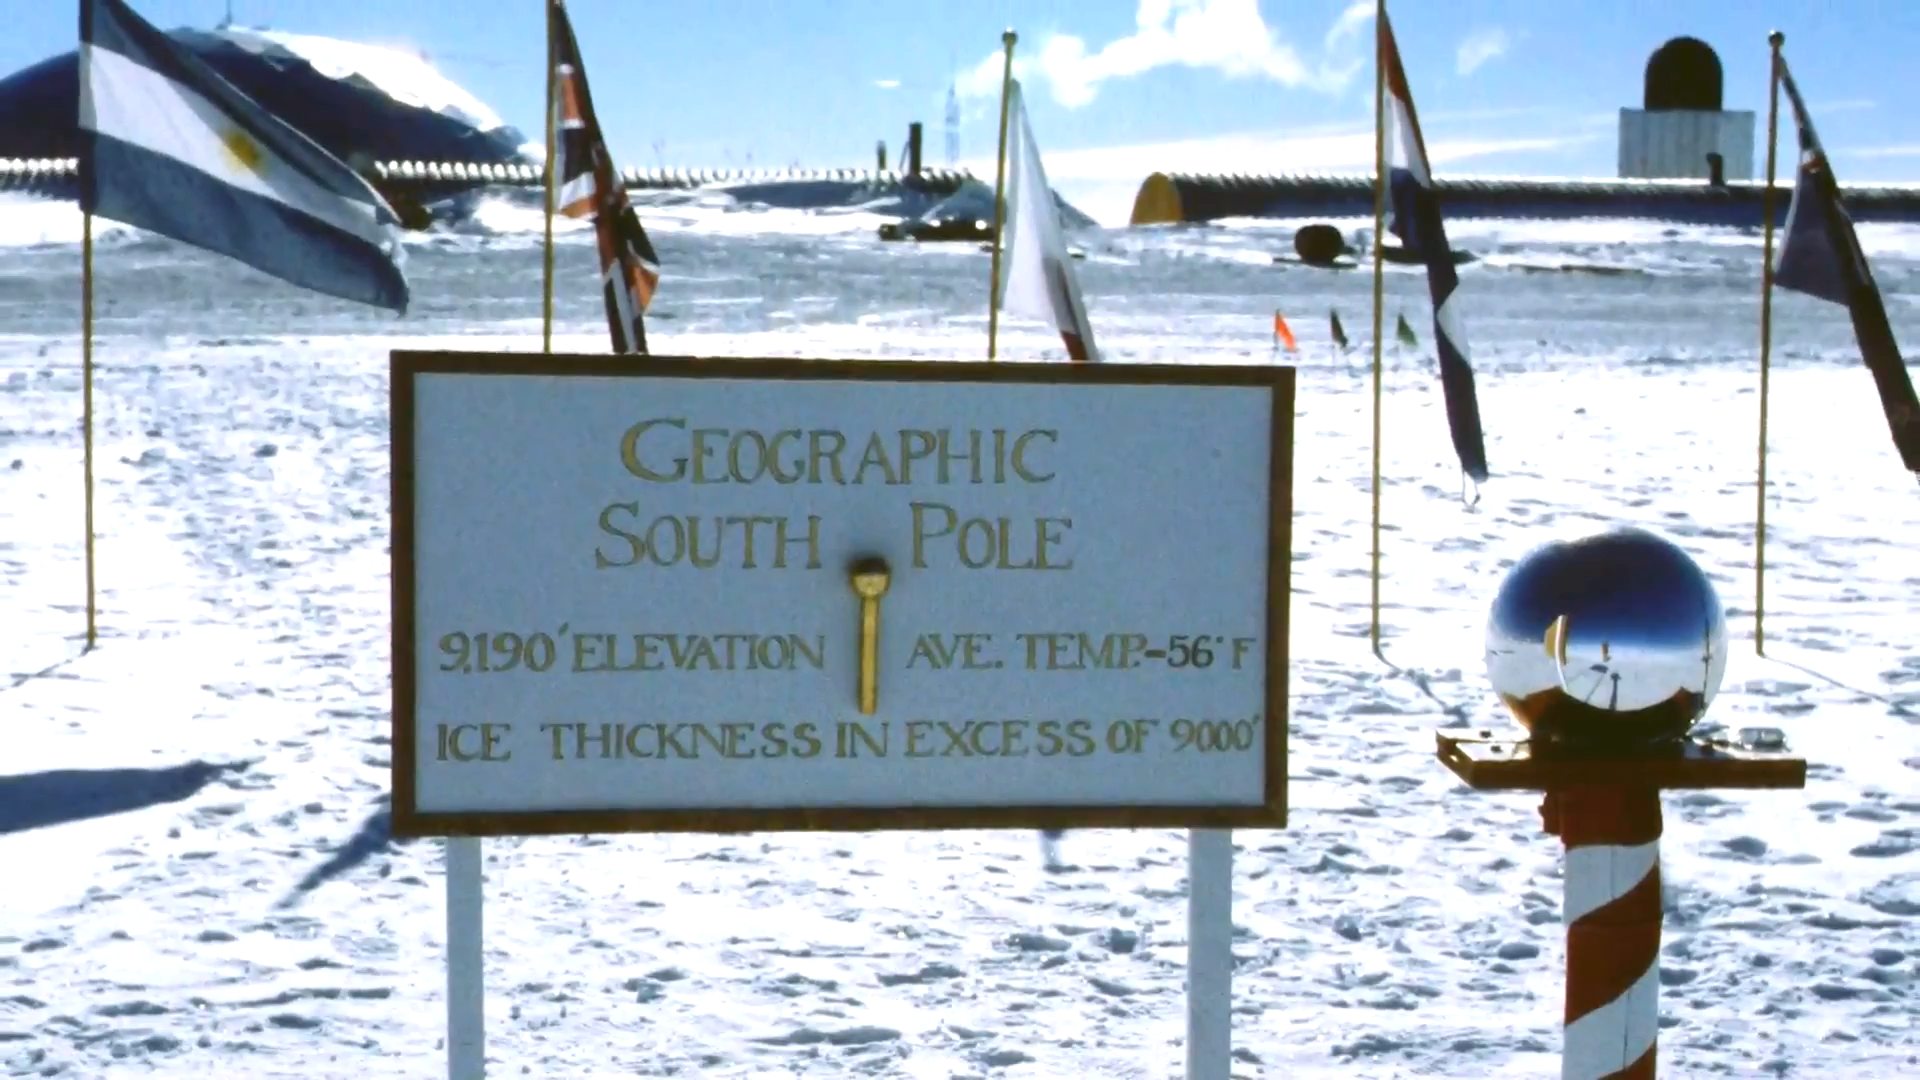 GEOGRAPHIC
SOUTH POLE
9,190' ELEVATION AVE. TEMP.-56°F
ICE THICKNESS IN EXCESS OF 9000'